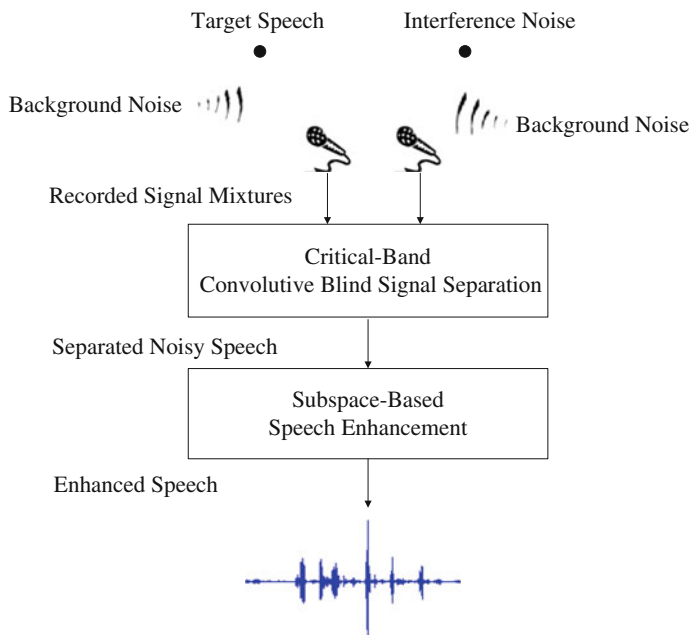 Target Speech
Interference Noise
Background Noise
Background Noise
Recorded Signal Mixtures
Critical-Band
Convolutive Blind Signal Separation
Separated Noisy Speech
Subspace-Based
Speech Enhancement
Enhanced Speech